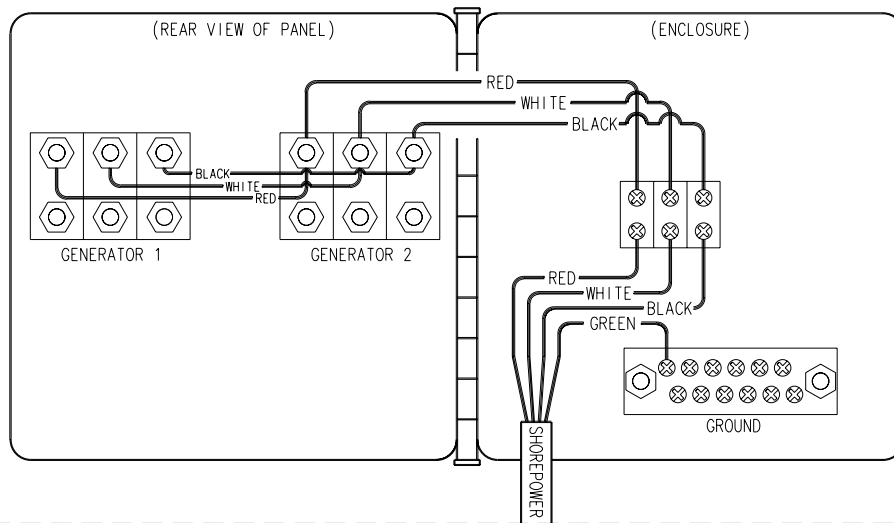 (REAR VIEW OF PANEL)
(ENCLOSURE)
RED
WHITE
BLACK
BLACK
WHITE
RED
GENERATOR 1
GENERATOR 2
RED
WHITE
BLACK
GREEN
GROUND
SHOREPOWER